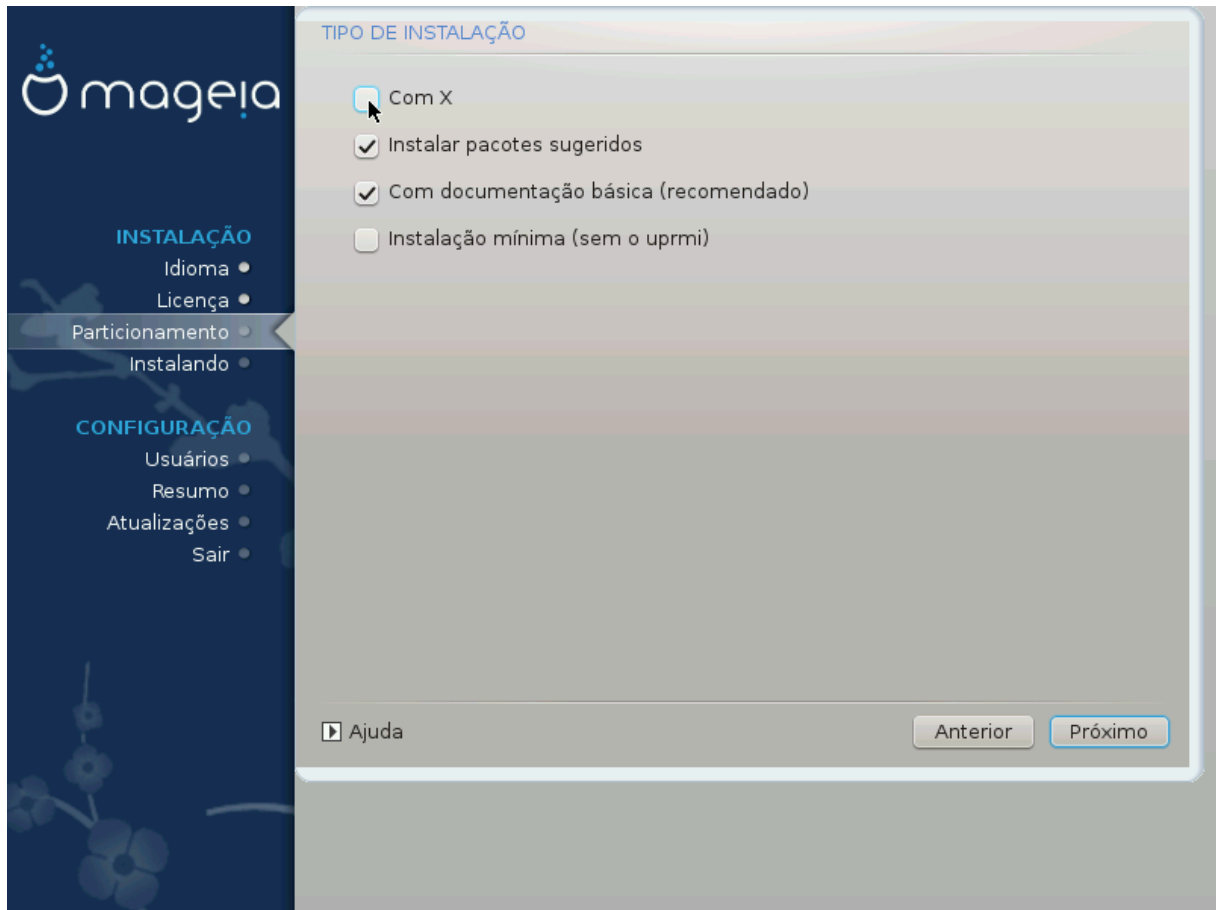 mageia
INSTALAÇÃO
Idioma
Licença
Particionamento
Instalando
CONFIGURAÇÃO
Usuários
Resumo
Atualizações
Sair
TIPO DE INSTALAÇÃO
Com X
Instalar pacotes sugeridos
Com documentação básica (recomendado)
Instalação mínima (sem o uprmi)
Ajuda
Anterior
Próximo